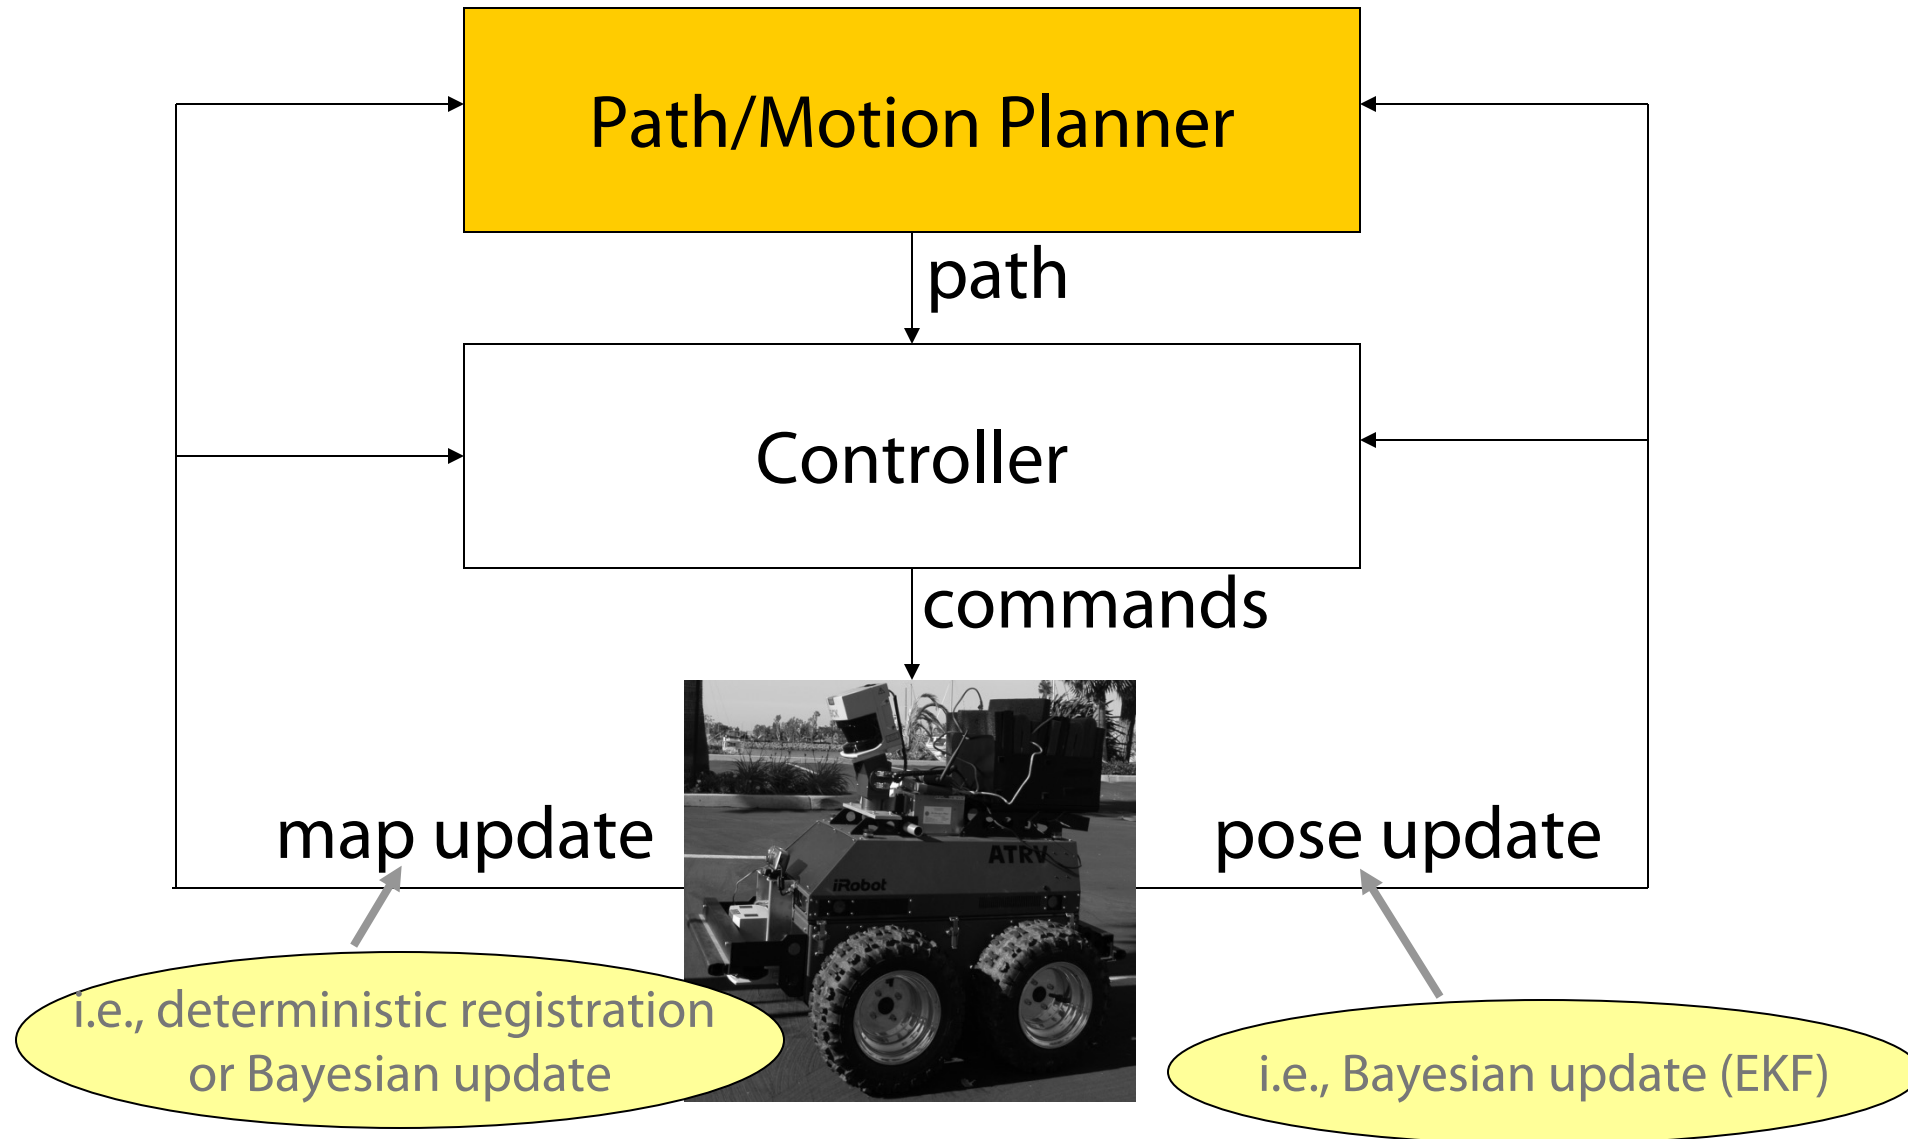 Path/Motion Planner
path
Controller
commands
map update
pose update
ATRV
iRobot
i.e., deterministic registration
or Bayesian update
i.e., Bayesian update (EKF)